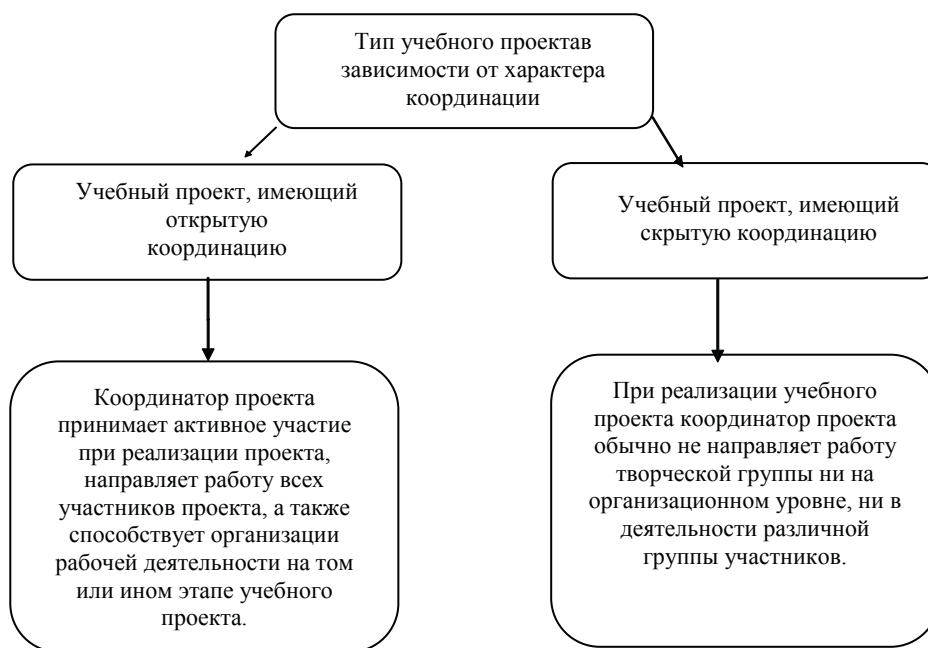 Тип учебного проектав
зависимости от характера
координации
Учебный проект, имеющий
открытую
координацию
Учебный проект, имеющий
скрытую координацию
Координатор проекта
принимает активное участие
при реализации проекта,
направляет работу всех
участников проекта, а также
способствует организации
рабочей деятельности на том
или ином этапе учебного
проекта.
При реализации учебного
проекта координатор проекта
обычно не направляет работу
творческой группы ни на
организационном уровне, ни в
деятельности различной
группы участников.